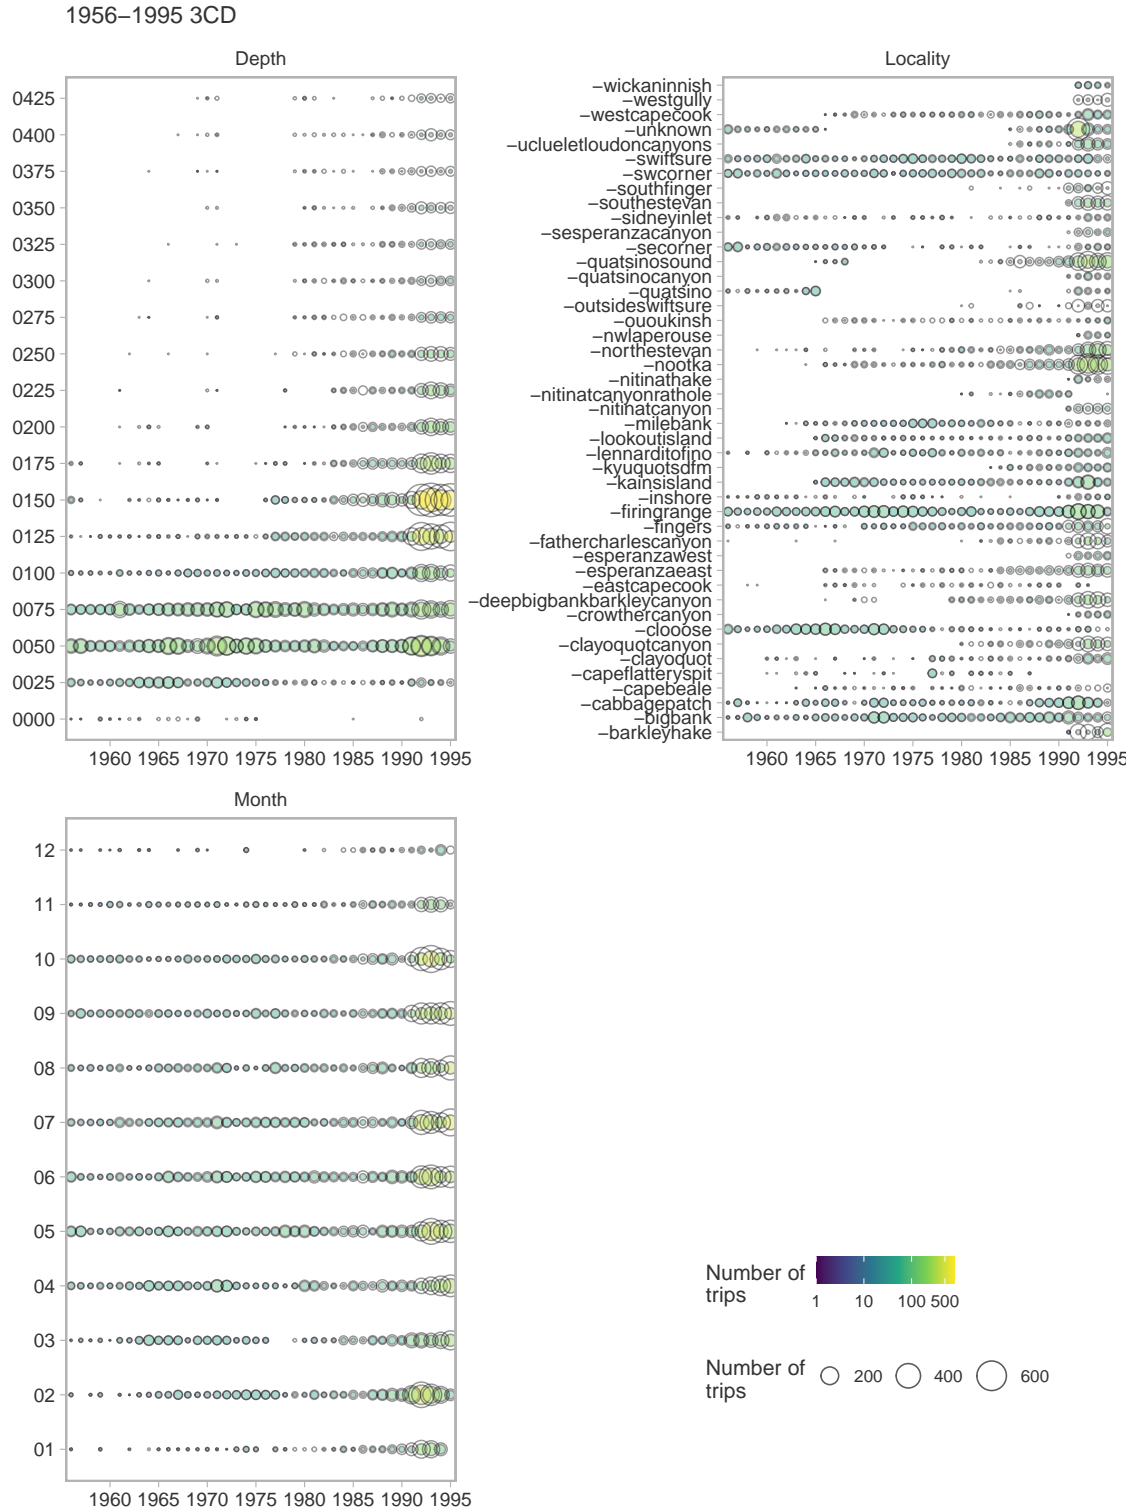 1956–1995 3CD
Depth
0425
0400
0375
0350
0325
0300
0275
0250
0225
0200
0175
0150
0125
0100
0075
0050
0025
0000
1960 1965 1970 1975 1980 1985 1990 1995
Locality
–wickaninnish
–westgully
–westcapecook
–unknown
–uclueletloudoncanyons
–swiftsure
–swcorner
–southfinger
–southestevan
–sidneyinlet
–sesperanzacanyon
–secorner
–quatsinosound
–quatsinocanyon
–quatsino
–outsideswiftsure
–ououkinsh
–nwlaperouse
–northestevan
–nootka
–nitinathake
–nitinatcanyonrathole
–nitinatcanyon
–milebank
–lookoutisland
–lennarditofino
–kyuquotsdfm
–kainsisland
–inshore
–firingrange
–fingers
–fathercharlescanyon
–esperanzawest
–esperanzaeast
–eastcapecook
–deepbigbankbarkleycanyon
–crowthercanyon
–clooose
–clayoquotcanyon
–clayoquot
–capeflatteryspit
–capebeale
–cabbagepatch
–bigbank
–barkleyhake
1960 1965 1970 1975 1980 1985 1990 1995
Month
12
11
10
09
08
07
06
05
04
03
02
01
1960 1965 1970 1975 1980 1985 1990 1995
Number of
trips
1 10 100 500
Number of
trips
200 400 600